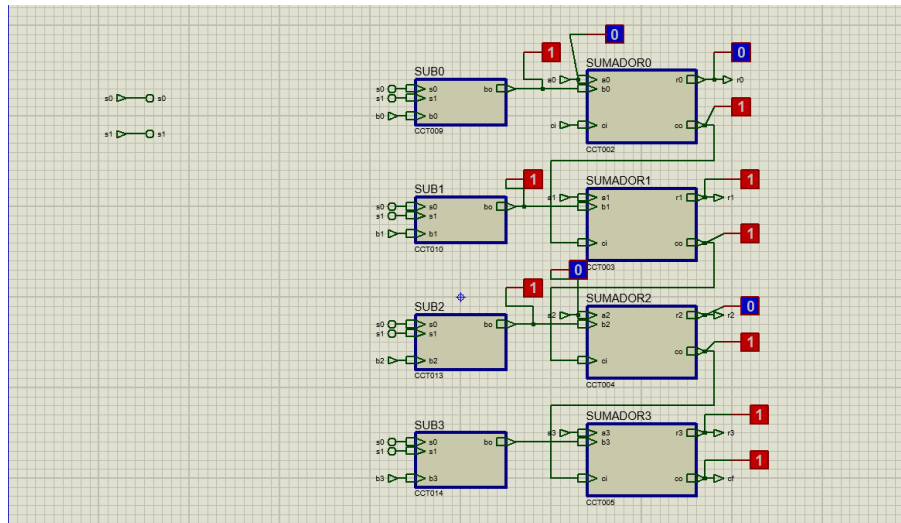 0
1 0
SUMADOR0
SUB0
s0 s0
s0 s0 bo
s1 s1
a0 a0 r0 r0
b0
1
s1 s1
b0 b0
CCT009
ci ci co
CCT002
SUMADOR1
1 1
SUB1
s0 s0 bo
s1 s1
a1 r1 r1
b1
b1 b1
CCT010
1
ci co
CCT003
0
1
SUMADOR2
SUB2
0
s0 s0 bo
s1 s1
a2 r2 r2
b2
1
b2 b2
CCT013
ci co
CCT004
SUMADOR3
1
SUB3
s0 s0 bo
s1 s1
a3 a3 r3 r3
b3
1
b3 b3
CCT014
ci co cf
CCT005